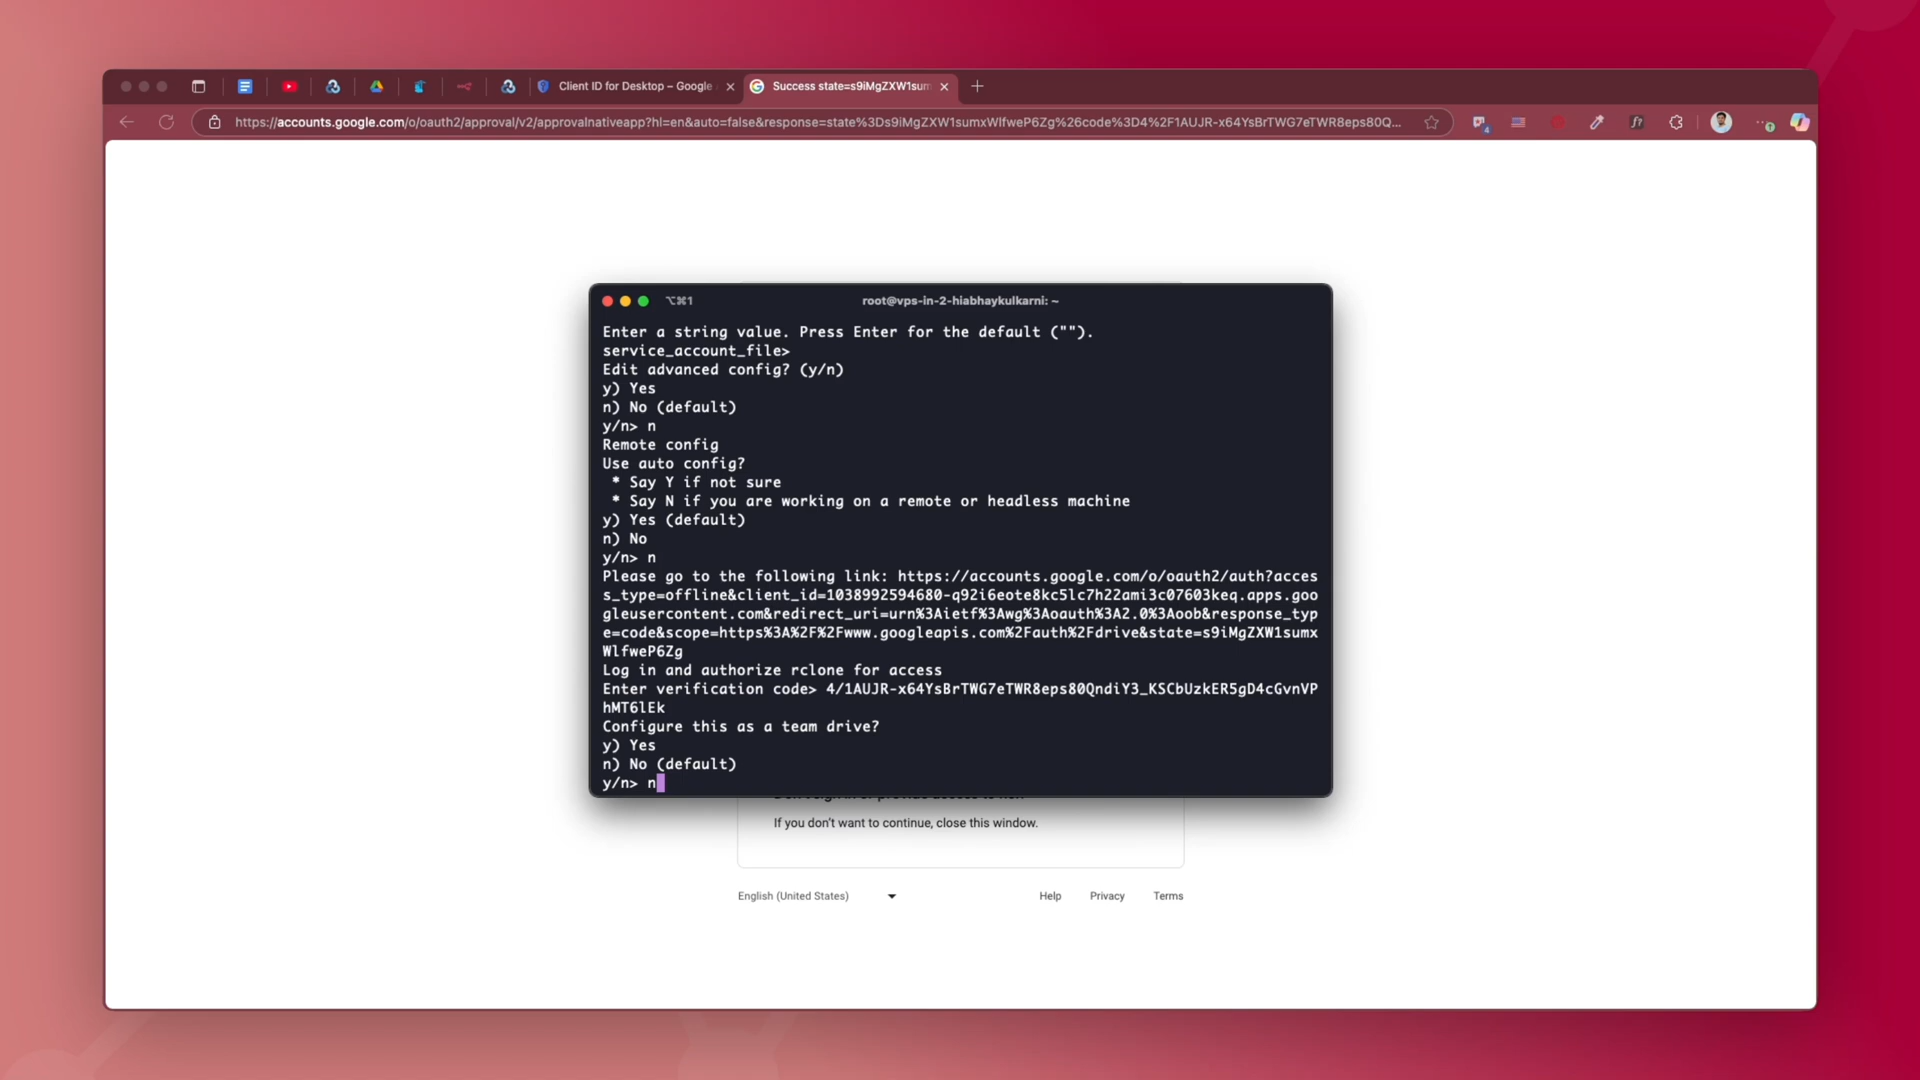 Client ID for Desktop – Google
Success state=s9iMgZXW1sum
https://accounts.google.com/o/oauth2/approval/v2/approvalnativeapp?hl=en&auto=false&response=state%3Ds9iMgZXW1sumxWlfweP6Zg%26code%3D4%2F1AUJR-x64YsBrTWG7eTWR8eps80Q...
⌥⌘1
root@vps-in-2-hiabhaykulkarni: ~
Enter a string value. Press Enter for the default ("").
service_account_file>
Edit advanced config? (y/n)
y) Yes
n) No (default)
y/n> n
Remote config
Use auto config?
* Say Y if not sure
* Say N if you are working on a remote or headless machine
y) Yes (default)
n) No
y/n> n
Please go to the following link: https://accounts.google.com/o/oauth2/auth?acces
s_type=offline&client_id=1038992594680-q92i6eote8kc5lc7h22ami3c07603keq.apps.goo
gleusercontent.com&redirect_uri=urn%3Aietf%3Awg%3Aoauth%3A2.0%3Aoob&response_typ
e=code&scope=https%3A%2F%2Fwww.googleapis.com%2Fauth%2Fdrive&state=s9iMgZXW1sumx
WlfweP6Zg
Log in and authorize rclone for access
Enter verification code> 4/1AUJR-x64YsBrTWG7eTWR8eps80QndiY3_KSCbUzkER5gD4cGvnVP
hMT6lEk
Configure this as a team drive?
y) Yes
n) No (default)
y/n> n
If you don't want to continue, close this window.
English (United States)
Help
Privacy
Terms